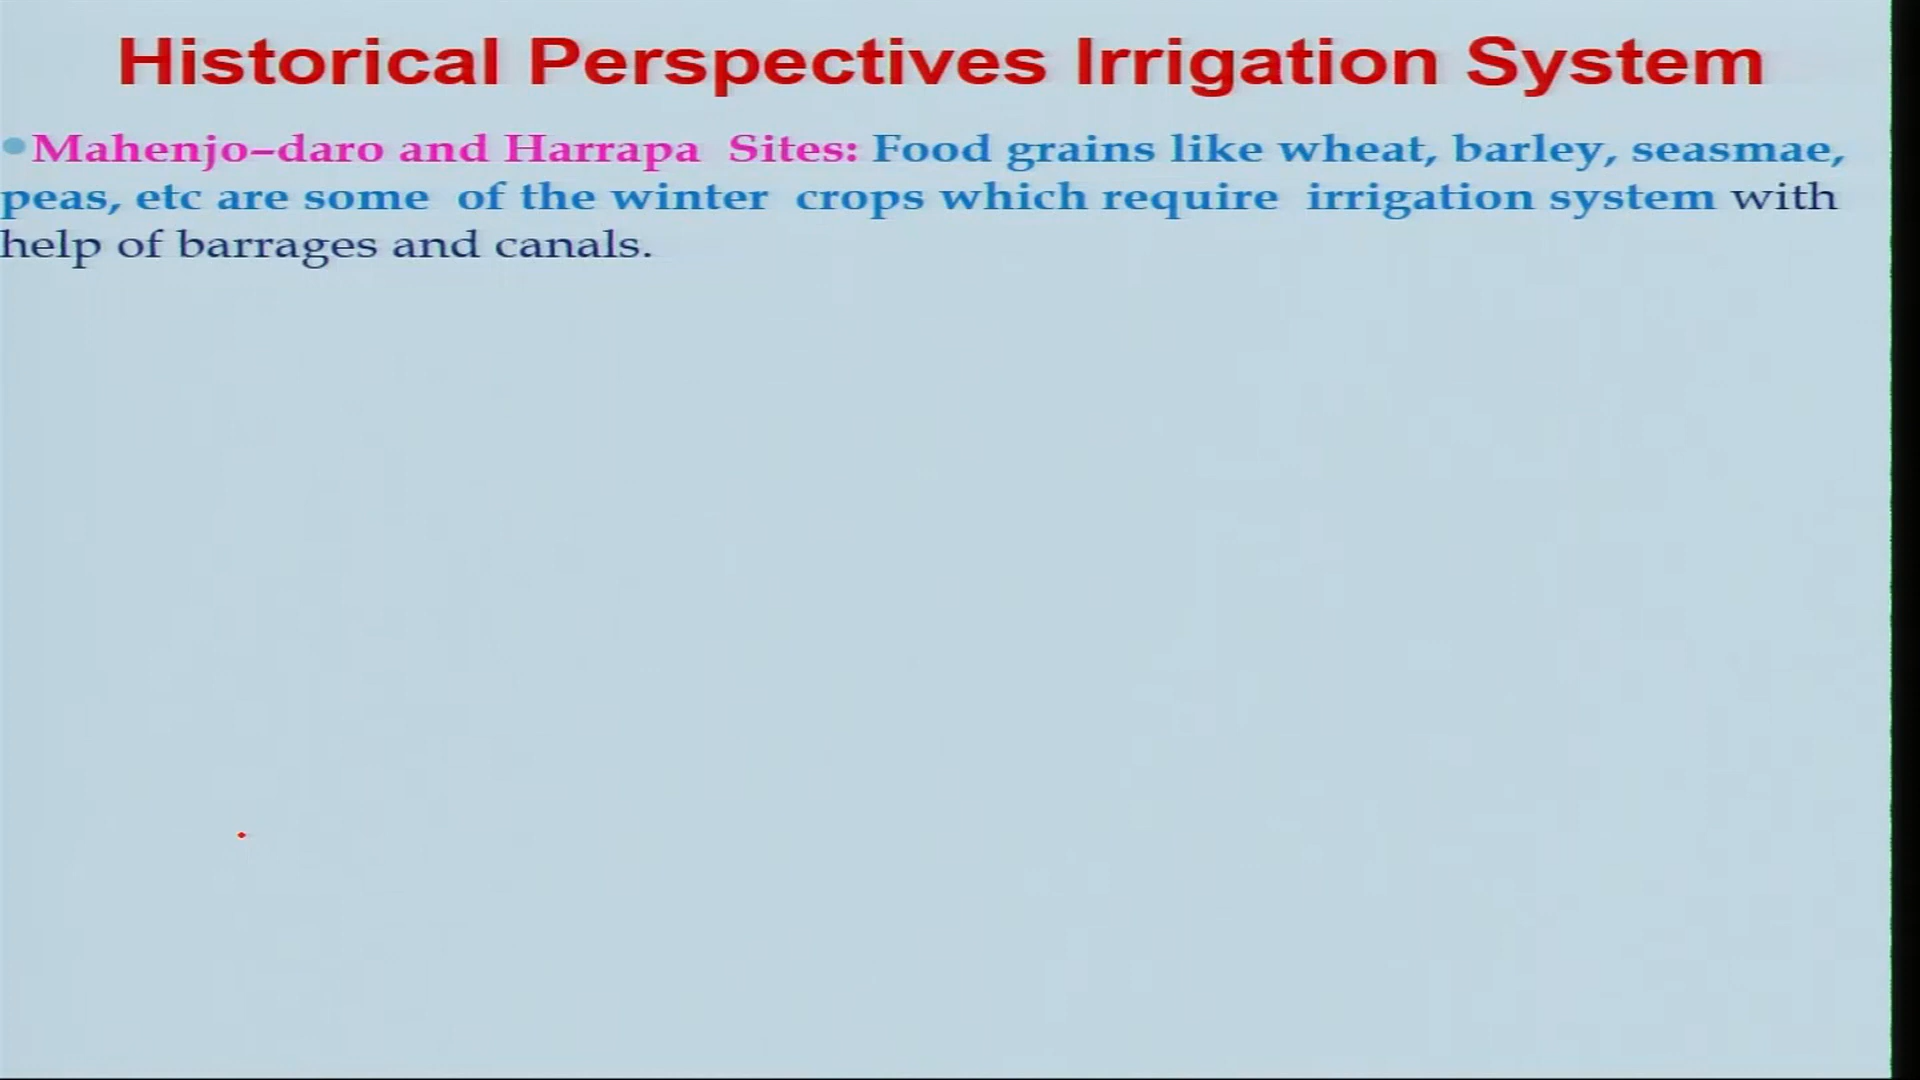 Historical Perspectives Irrigation System
•Mahenjo-daro and Harrapa Sites: Food grains like wheat, barley, seasmae,
peas, etc are some of the winter crops which require irrigation system with
help of barrages and canals.